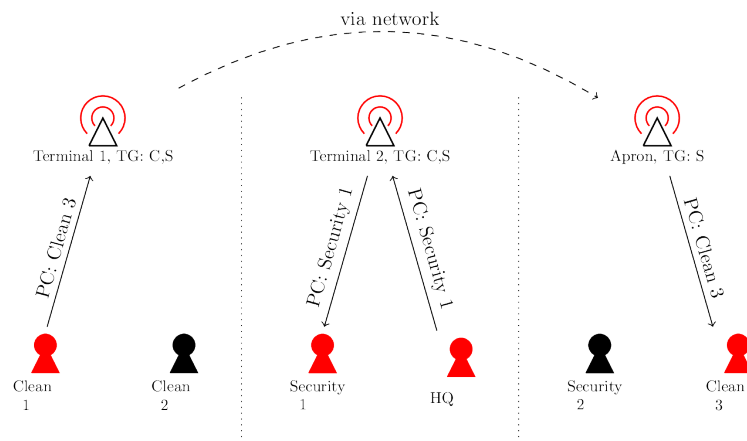 via network
Terminal 1, TG: C,S
Terminal 2, TG: C,S
Apron, TG: S
PC: Clean 3
PC: Security 1
PC: Security 1
PC: Clean 3
Clean
1
Clean
2
Security
1
HQ
Security
2
Clean
3